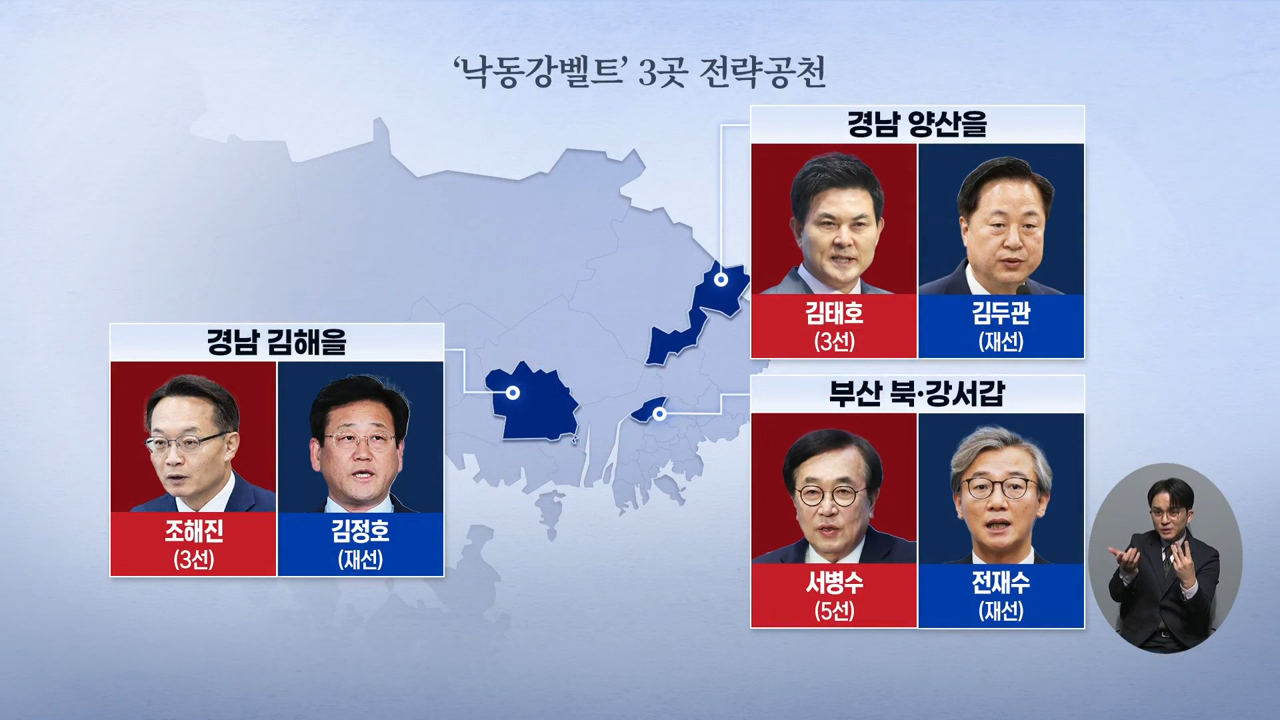 ‘낙동강벨트’ 3곳 전략공천
경남 양산을
김태호
(3선)
김두관
(재선)
경남 김해을
조해진
(3선)
김정호
(재선)
부산 북·강서갑
서병수
(5선)
전재수
(재선)